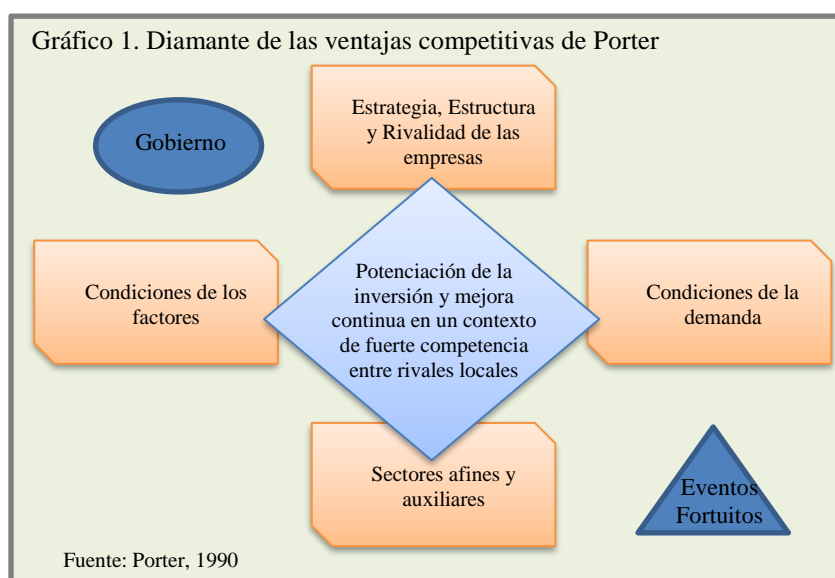 Gráfico 1. Diamante de las ventajas competitivas de Porter
Estrategia, Estructura
y Rivalidad de las
empresas
Gobierno
Condiciones de los
factores
Potenciación de la
inversión y mejora
continua en un contexto
de fuerte competencia
entre rivales locales
Condiciones de la
demanda
Sectores afines y
auxiliares
Eventos
Fortuitos
Fuente: Porter, 1990